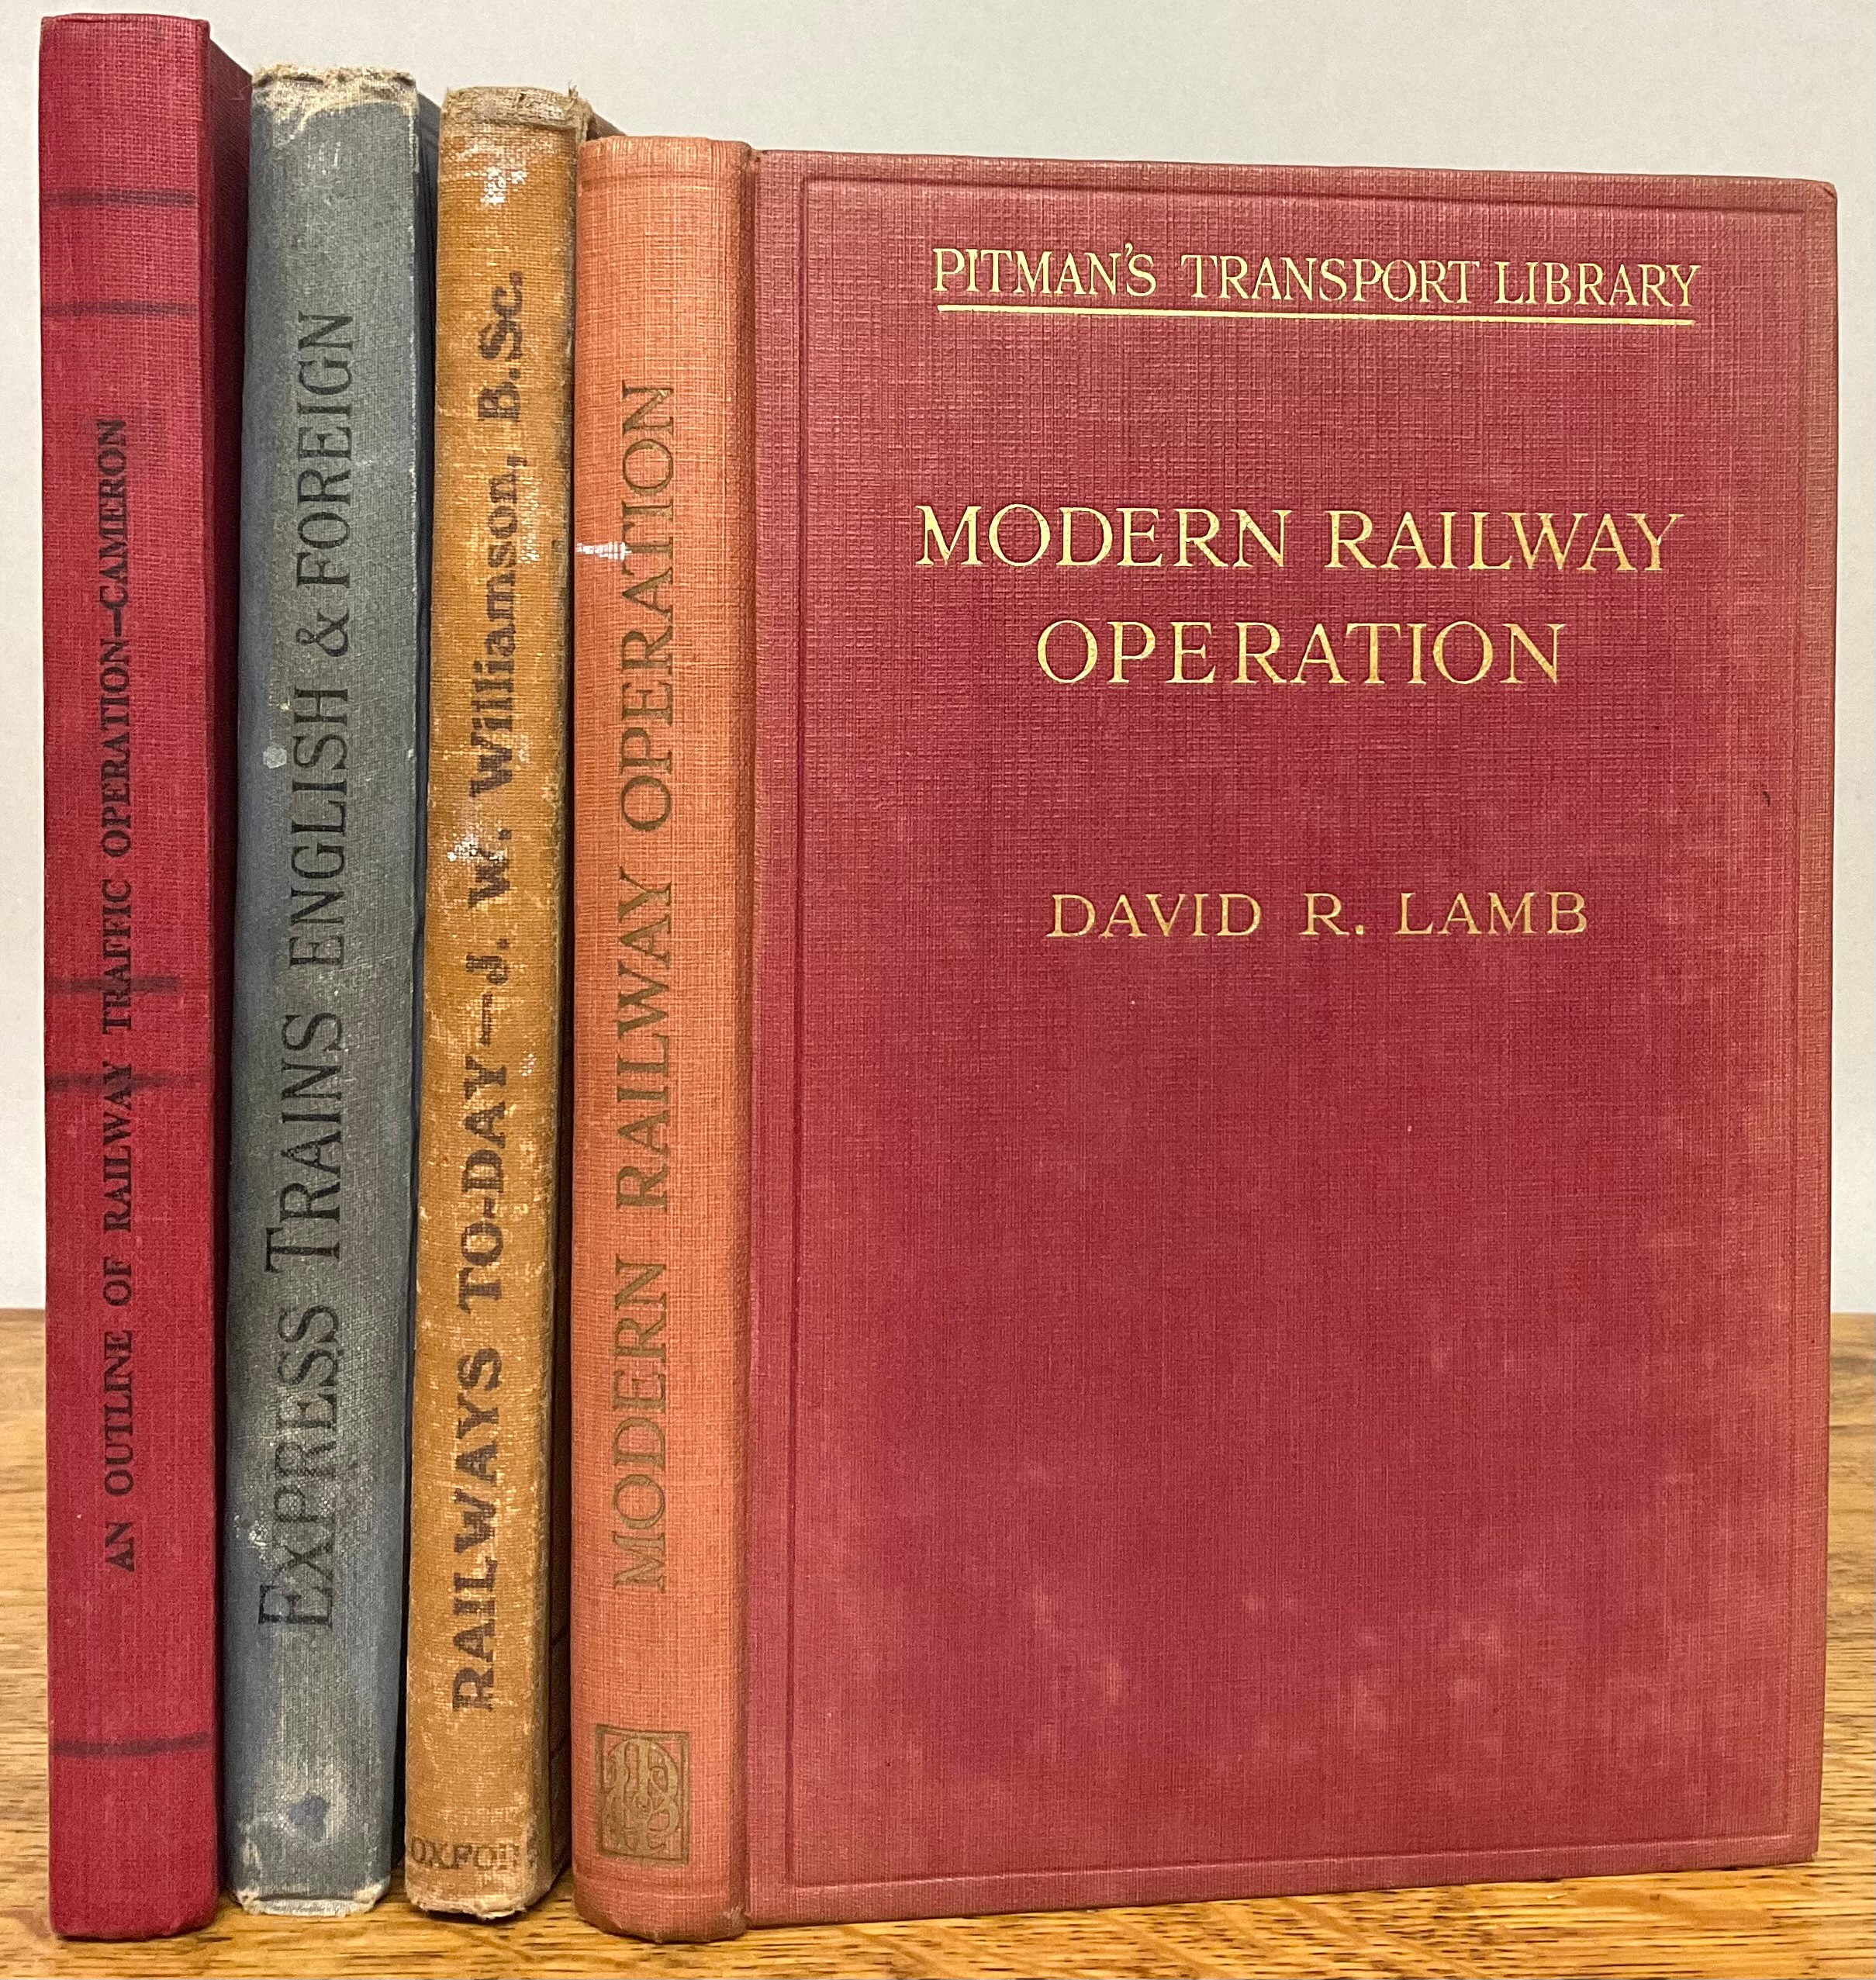 AN OUTLINE OF RAILWAY TRAFFIC OPERATION—CAMERON
EXPRESS TRAINS ENGLISH & FOREIGN
RAILWAYS TO-DAY—J. W. Williamson, B.Sc.
MODERN RAILWAY OPERATION
PITMAN'S TRANSPORT LIBRARY
MODERN RAILWAY
OPERATION
DAVID R. LAMB